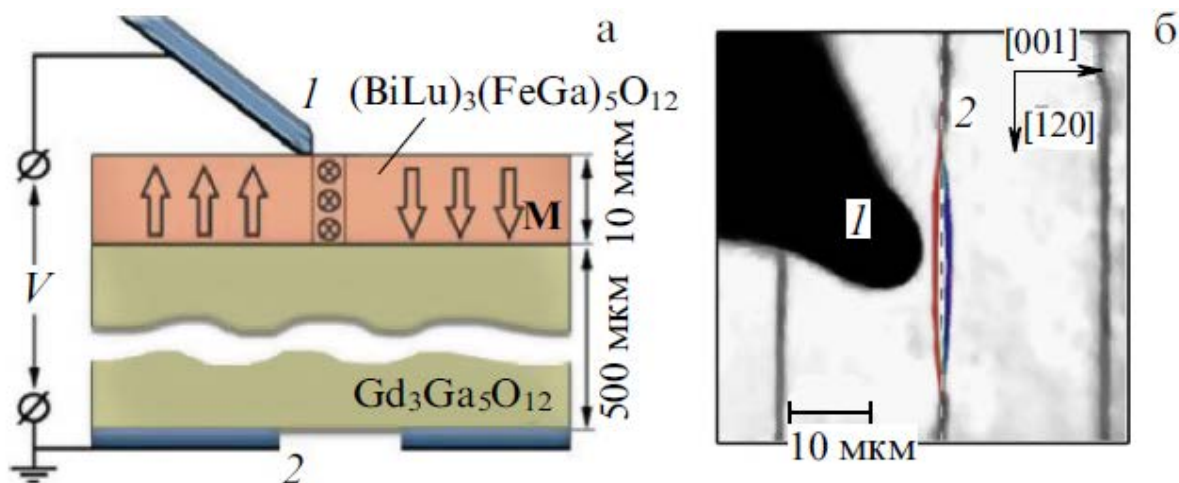 а
1
(BiLu)₃(FeGa)₅O₁₂
M
10 мкм
V
500 мкм
Gd₃Ga₅O₁₂
2
б
[001]
2
[1̅20]
1
10 мкм